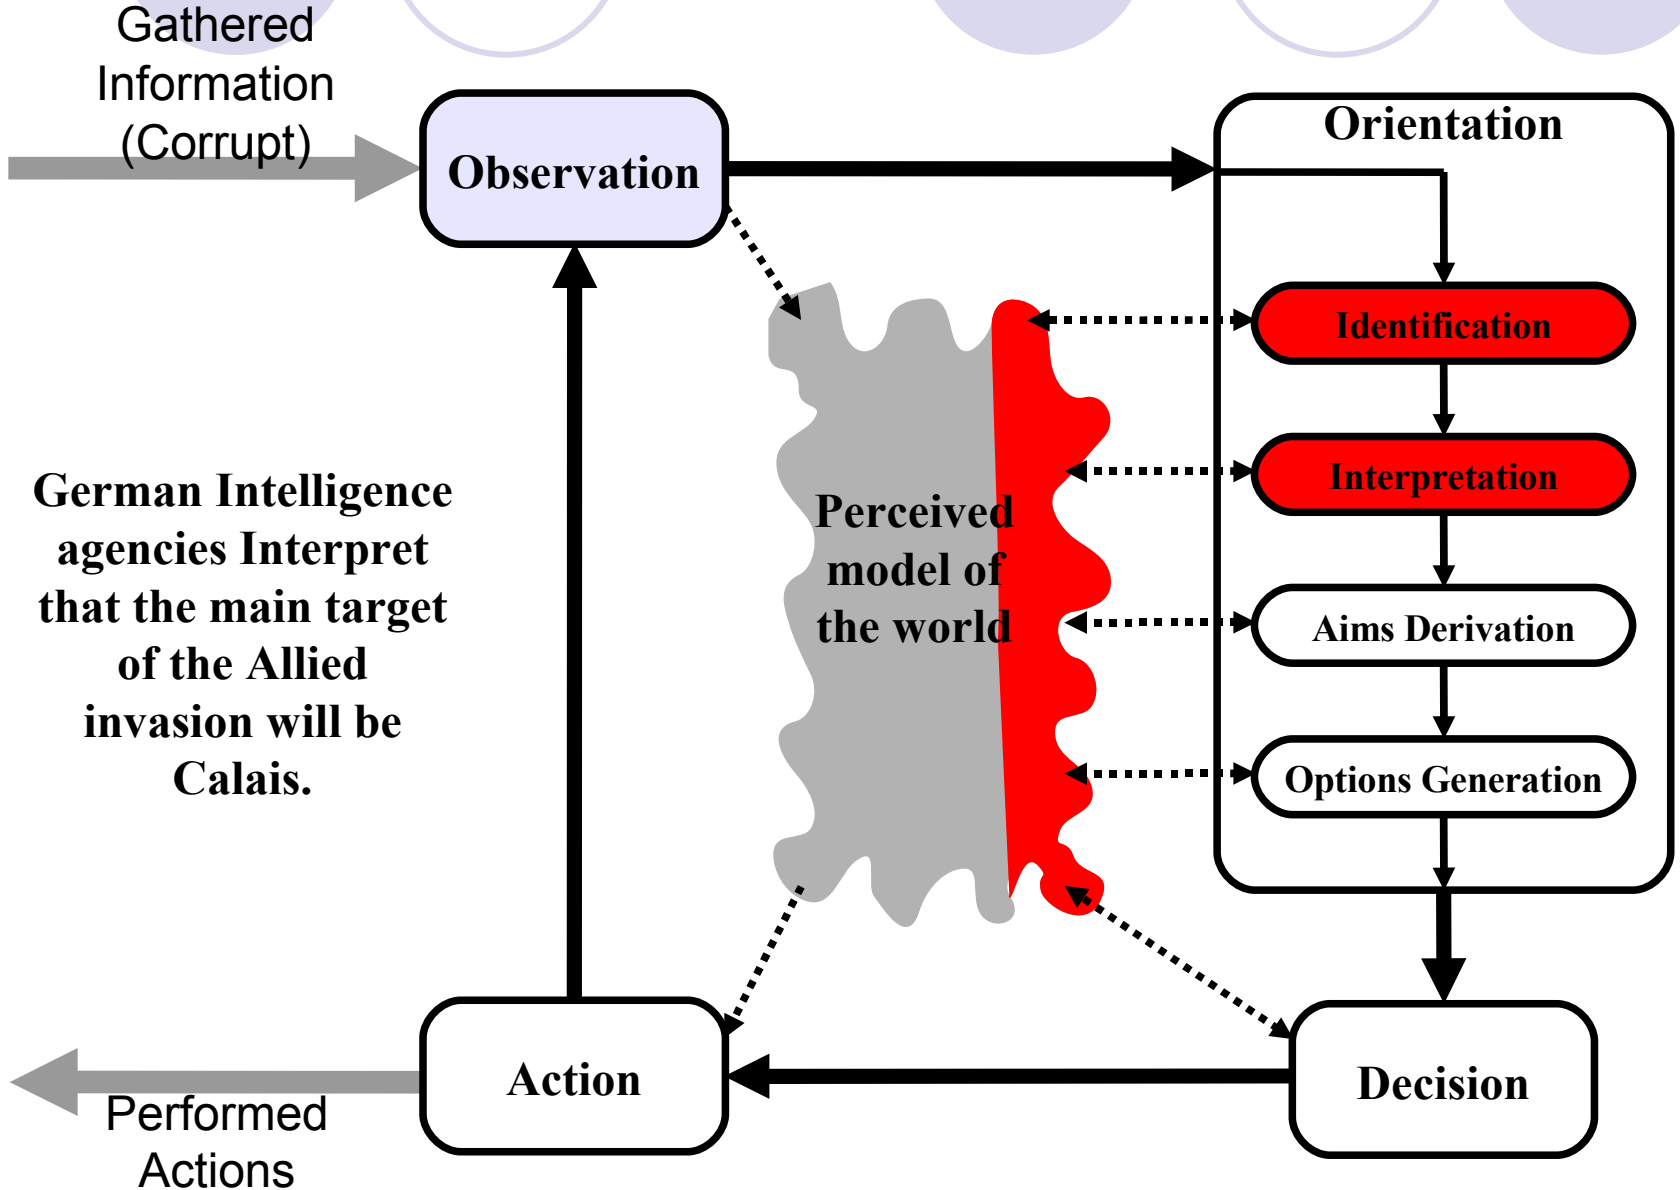 Gathered
Information
(Corrupt)
Observation
Orientation
Identification
Interpretation
Aims Derivation
Options Generation
German Intelligence
agencies Interpret
that the main target
of the Allied
invasion will be
Calais.
Perceived
model of
the world
Action
Decision
Performed
Actions